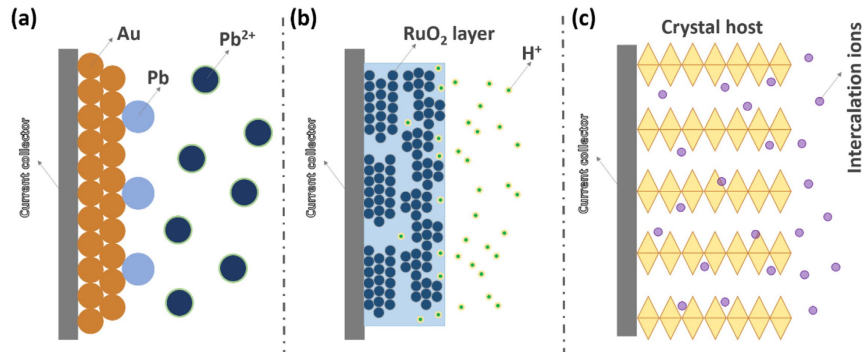 (a)
Au
Pb
Pb²⁺
Current collector
(b)
RuO₂ layer
H⁺
Current collector
(c)
Crystal host
Intercalation ions
Current collector